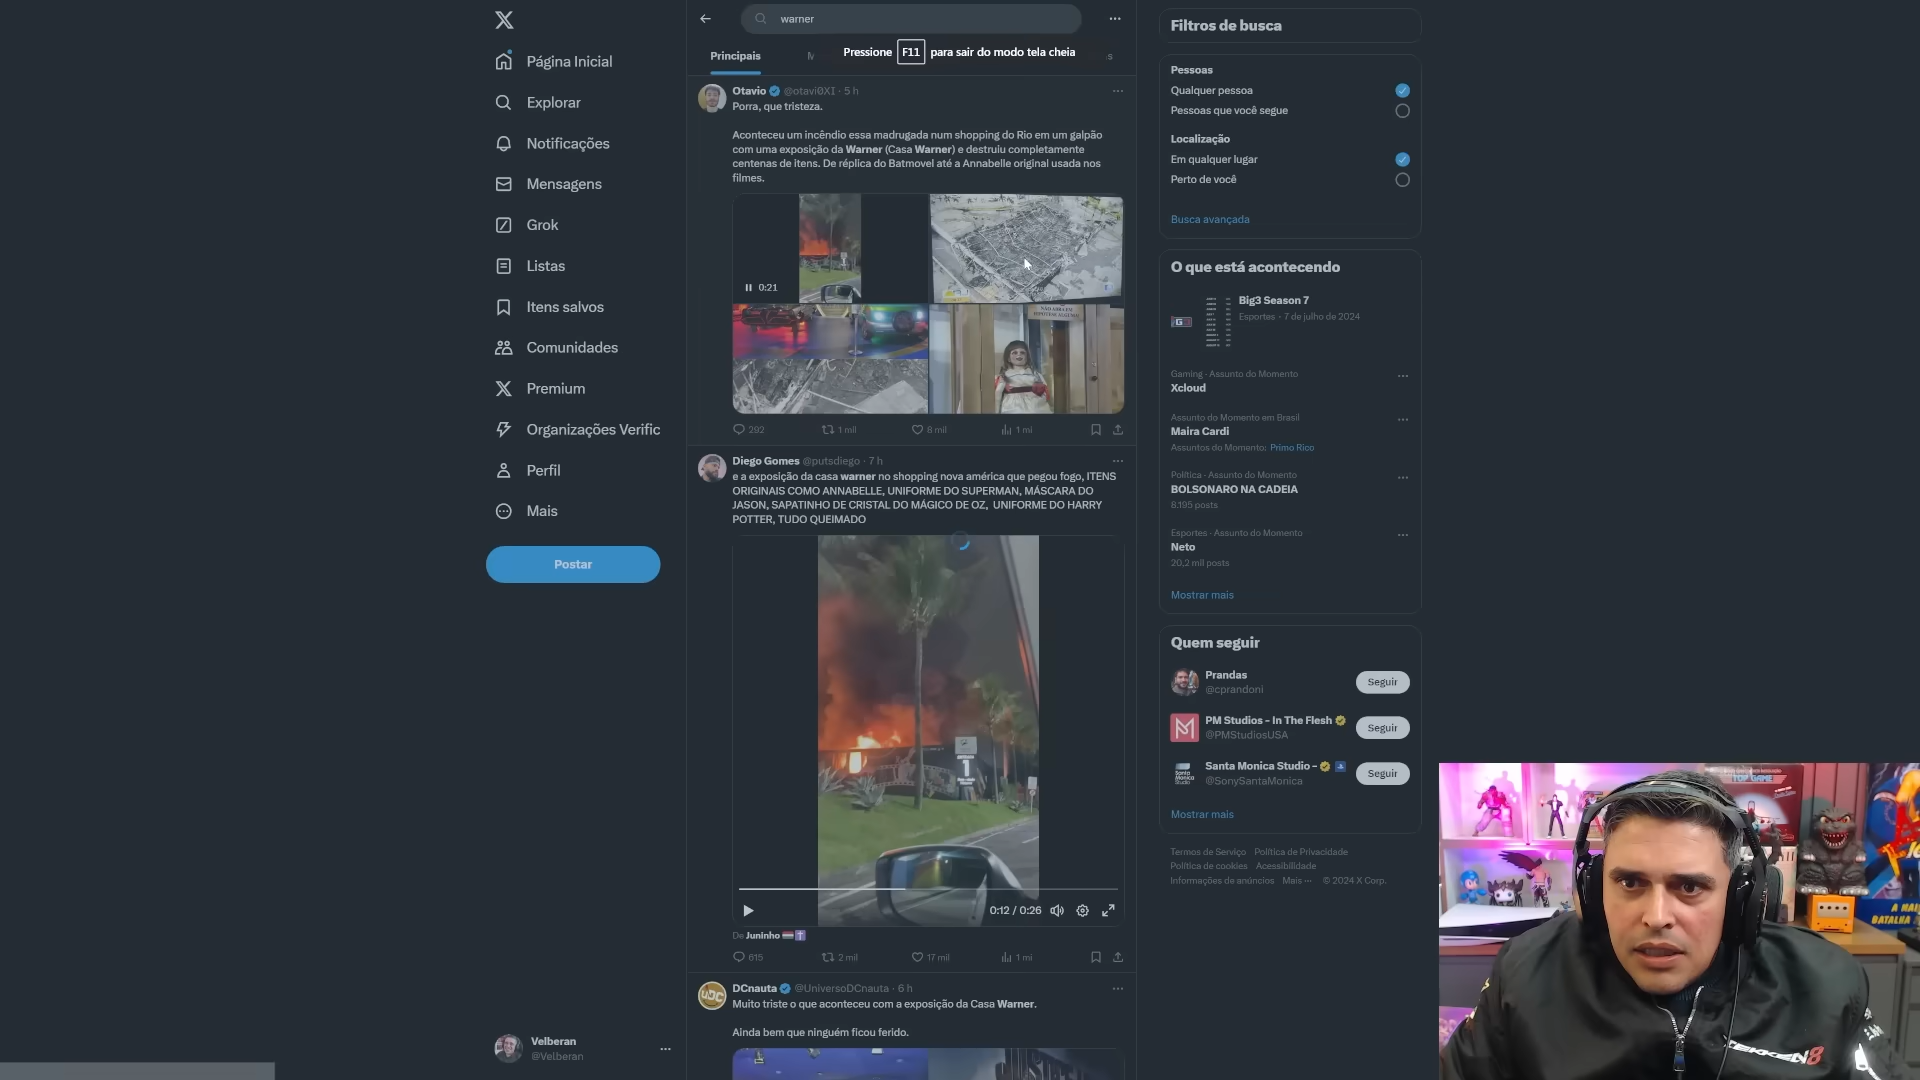 warner
Pressione F11 para sair do modo tela cheia
Principais
Página Inicial
Explorar
Notificações
Mensagens
Grok
Listas
Itens salvos
Comunidades
Premium
Organizações Verific
Perfil
Mais
Postar
Velberan
@Velberan
Otavio @otavi0XI · 5 h
Porra, que tristeza.
Aconteceu um incêndio essa madrugada num shopping do Rio em um galpão
com uma exposição da Warner (Casa Warner) e destruiu completamente
centenas de itens. De réplica do Batmovel até a Annabelle original usada nos
filmes.
0:21
292 1 mil 8 mil 1 mi
Diego Gomes @putsdiego · 7 h
e a exposição da casa warner no shopping nova américa que pegou fogo, ITENS
ORIGINAIS COMO ANNABELLE, UNIFORME DO SUPERMAN, MÁSCARA DO
JASON, SAPATINHO DE CRISTAL DO MÁGICO DE OZ, UNIFORME DO HARRY
POTTER, TUDO QUEIMADO
0:12 / 0:26
De Juninho
615 2 mil 17 mil 1 mi
DCnauta @UniversoDCnauta · 6 h
Muito triste o que aconteceu com a exposição da Casa Warner.
Ainda bem que ninguém ficou ferido.
Filtros de busca
Pessoas
Qualquer pessoa
Pessoas que você segue
Localização
Em qualquer lugar
Perto de você
Busca avançada
O que está acontecendo
Big3 Season 7
Esportes · 7 de julho de 2024
Gaming · Assunto do Momento
Xcloud
Assunto do Momento em Brasil
Maira Cardi
Assuntos do Momento: Primo Rico
Política · Assunto do Momento
BOLSONARO NA CADEIA
8.195 posts
Esportes · Assunto do Momento
Neto
20,2 mil posts
Mostrar mais
Quem seguir
Prandas
@cprandoni
Seguir
PM Studios - In The Flesh
@PMStudiosUSA
Seguir
Santa Monica Studio –
@SonySantaMonica
Seguir
Mostrar mais
Termos de Serviço Política de Privacidade
Política de cookies Acessibilidade
Informações de anúncios Mais ··· © 2024 X Corp.
TOP GAME
TEKKEN 8